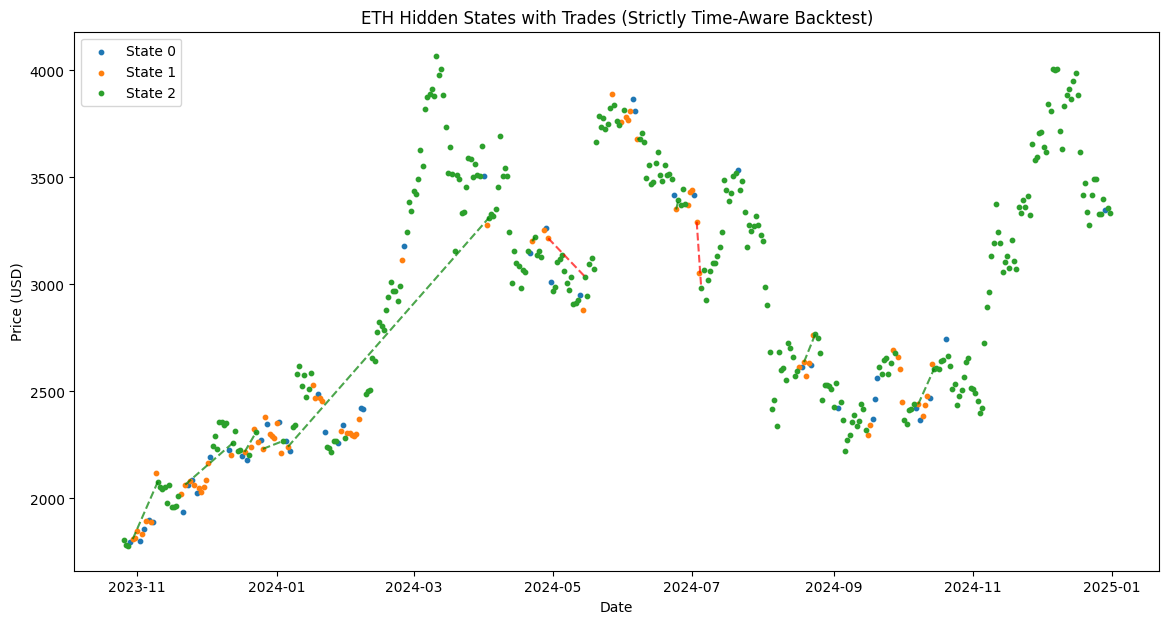 ETH Hidden States with Trades (Strictly Time-Aware Backtest)
State 0
State 1
State 2
Price (USD)
4000
3500
3000
2500
2000
2023-11
2024-01
2024-03
2024-05
2024-07
2024-09
2024-11
2025-01
Date